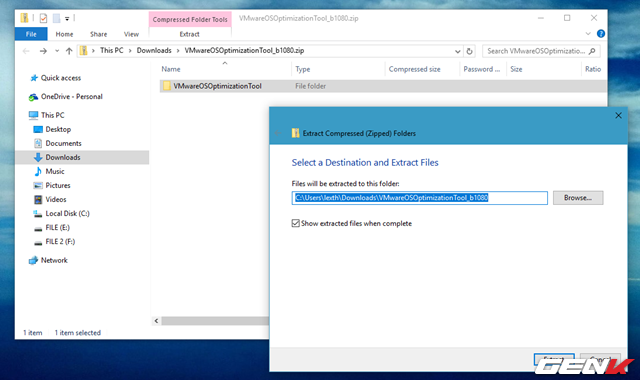 Compressed Folder Tools
VMwareOSOptimizationTool_b1080.zip
File
Home
Share
View
Extract
This PC > Downloads > VMwareOSOptimizationTool_b1080.zip
Search VMwareOSOptimizatio...
Name
Type
Compressed size
Password ...
Size
Ratio
Quick access
OneDrive - Personal
This PC
Desktop
Documents
Downloads
Music
Pictures
Videos
Local Disk (C:)
FILE (E:)
FILE 2 (F:)
Network
VMwareOSOptimizationTool
File folder
1 item
1 item selected
Extract Compressed (Zipped) Folders
Select a Destination and Extract Files
Files will be extracted to this folder:
C:\Users\lexth\Downloads\VMwareOSOptimizationTool_b1080
Browse...
Show extracted files when complete
GENK